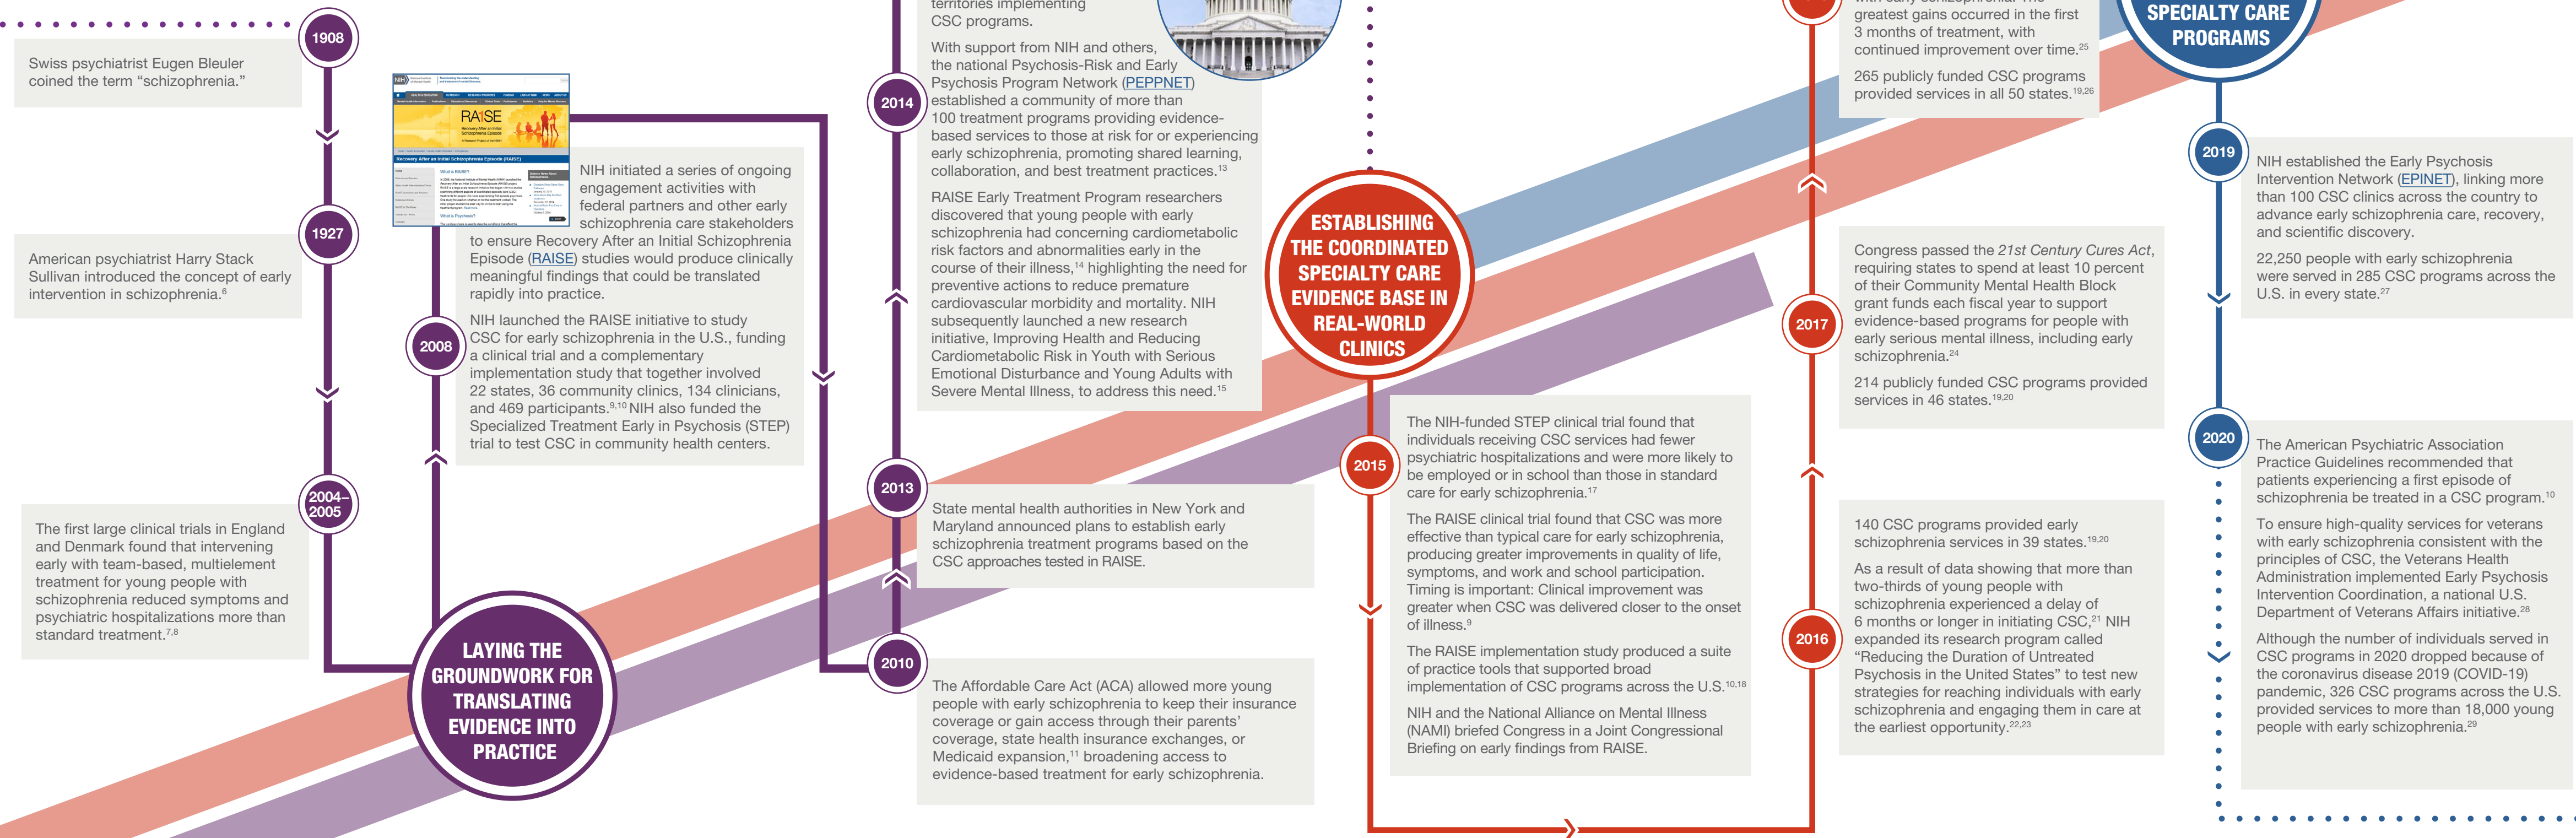 1908
Swiss psychiatrist Eugen Bleuler
coined the term “schizophrenia.”
1927
American psychiatrist Harry Stack
Sullivan introduced the concept of early
intervention in schizophrenia.6
2004–
2005
The first large clinical trials in England
and Denmark found that intervening
early with team-based, multielement
treatment for young people with
schizophrenia reduced symptoms and
psychiatric hospitalizations more than
standard treatment.7,8
LAYING THE
GROUNDWORK FOR
TRANSLATING
EVIDENCE INTO
PRACTICE
NIH
RA1SE
Recovery After an Initial
Schizophrenia Episode
Recovery After an Initial Schizophrenia Episode (RAISE)
What is RAISE?
What is Psychosis?
2008
NIH initiated a series of ongoing
engagement activities with
federal partners and other early
schizophrenia care stakeholders
to ensure Recovery After an Initial Schizophrenia
Episode (RAISE) studies would produce clinically
meaningful findings that could be translated
rapidly into practice.
NIH launched the RAISE initiative to study
CSC for early schizophrenia in the U.S., funding
a clinical trial and a complementary
implementation study that together involved
22 states, 36 community clinics, 134 clinicians,
and 469 participants.9,10 NIH also funded the
Specialized Treatment Early in Psychosis (STEP)
trial to test CSC in community health centers.
2010
The Affordable Care Act (ACA) allowed more young
people with early schizophrenia to keep their insurance
coverage or gain access through their parents’
coverage, state health insurance exchanges, or
Medicaid expansion,11 broadening access to
evidence-based treatment for early schizophrenia.
2013
State mental health authorities in New York and
Maryland announced plans to establish early
schizophrenia treatment programs based on the
CSC approaches tested in RAISE.
2014
territories implementing
CSC programs.
With support from NIH and others,
the national Psychosis-Risk and Early
Psychosis Program Network (PEPPNET)
established a community of more than
100 treatment programs providing evidence-
based services to those at risk for or experiencing
early schizophrenia, promoting shared learning,
collaboration, and best treatment practices.13
RAISE Early Treatment Program researchers
discovered that young people with early
schizophrenia had concerning cardiometabolic
risk factors and abnormalities early in the
course of their illness,14 highlighting the need for
preventive actions to reduce premature
cardiovascular morbidity and mortality. NIH
subsequently launched a new research
initiative, Improving Health and Reducing
Cardiometabolic Risk in Youth with Serious
Emotional Disturbance and Young Adults with
Severe Mental Illness, to address this need.15
ESTABLISHING
THE COORDINATED
SPECIALTY CARE
EVIDENCE BASE IN
REAL-WORLD
CLINICS
2015
The NIH-funded STEP clinical trial found that
individuals receiving CSC services had fewer
psychiatric hospitalizations and were more likely to
be employed or in school than those in standard
care for early schizophrenia.17
The RAISE clinical trial found that CSC was more
effective than typical care for early schizophrenia,
producing greater improvements in quality of life,
symptoms, and work and school participation.
Timing is important: Clinical improvement was
greater when CSC was delivered closer to the onset
of illness.9
The RAISE implementation study produced a suite
of practice tools that supported broad
implementation of CSC programs across the U.S.10,18
NIH and the National Alliance on Mental Illness
(NAMI) briefed Congress in a Joint Congressional
Briefing on early findings from RAISE.
2016
140 CSC programs provided early
schizophrenia services in 39 states.19,20
As a result of data showing that more than
two-thirds of young people with
schizophrenia experienced a delay of
6 months or longer in initiating CSC,21 NIH
expanded its research program called
“Reducing the Duration of Untreated
Psychosis in the United States” to test new
strategies for reaching individuals with early
schizophrenia and engaging them in care at
the earliest opportunity.22,23
2017
Congress passed the 21st Century Cures Act,
requiring states to spend at least 10 percent
of their Community Mental Health Block
grant funds each fiscal year to support
evidence-based programs for people with
early serious mental illness, including early
schizophrenia.24
214 publicly funded CSC programs provided
services in 46 states.19,20
with early schizophrenia. The
greatest gains occurred in the first
3 months of treatment, with
continued improvement over time.25
265 publicly funded CSC programs
provided services in all 50 states.19,26
SPECIALTY CARE
PROGRAMS
2019
NIH established the Early Psychosis
Intervention Network (EPINET), linking more
than 100 CSC clinics across the country to
advance early schizophrenia care, recovery,
and scientific discovery.
22,250 people with early schizophrenia
were served in 285 CSC programs across the
U.S. in every state.27
2020
The American Psychiatric Association
Practice Guidelines recommended that
patients experiencing a first episode of
schizophrenia be treated in a CSC program.10
To ensure high-quality services for veterans
with early schizophrenia consistent with the
principles of CSC, the Veterans Health
Administration implemented Early Psychosis
Intervention Coordination, a national U.S.
Department of Veterans Affairs initiative.28
Although the number of individuals served in
CSC programs in 2020 dropped because of
the coronavirus disease 2019 (COVID-19)
pandemic, 326 CSC programs across the U.S.
provided services to more than 18,000 young
people with early schizophrenia.29